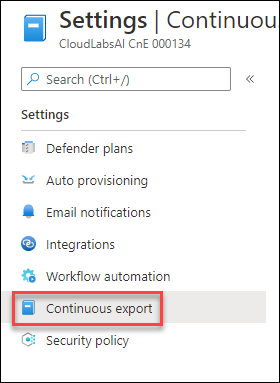 Settings | Continuous
CloudLabsAI CnE 000134
Search (Ctrl+/)
«
Settings
Defender plans
Auto provisioning
Email notifications
Integrations
Workflow automation
Continuous export
Security policy